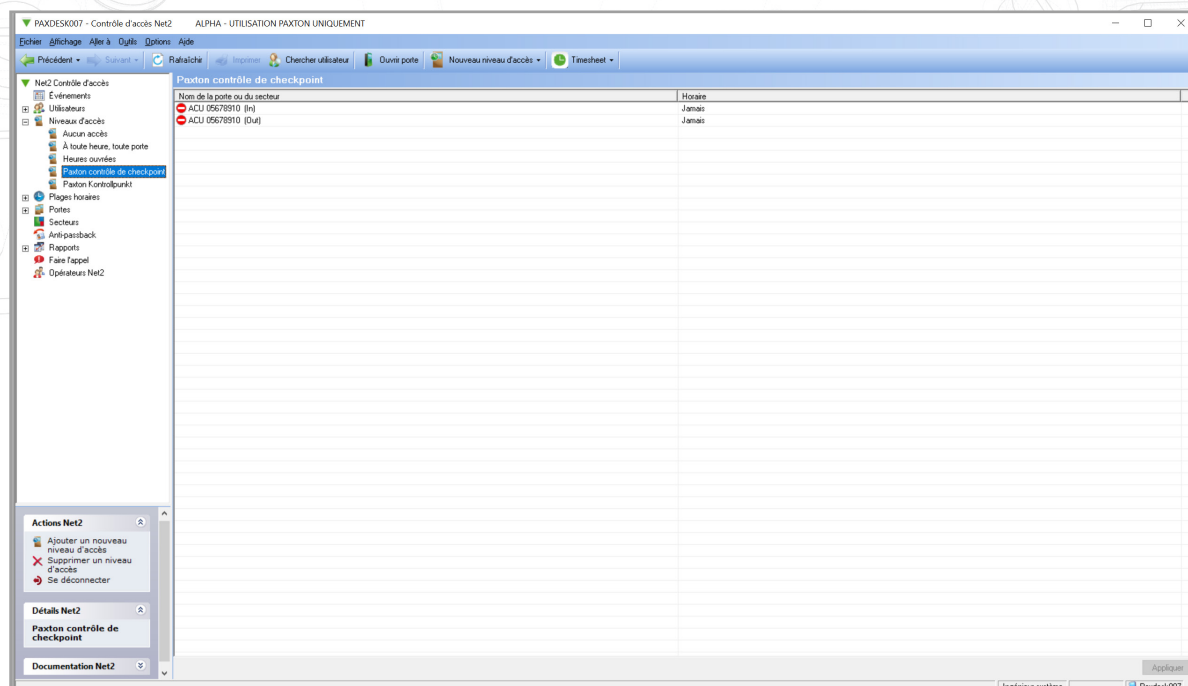 PAXDESK007 - Contrôle d'accès Net2 ALPHA - UTILISATION PAXTON UNIQUEMENT
Fichier Affichage Aller à Outils Options Aide
Précédent Suivant Rafraîchir Imprimer Chercher utilisateur Ouvrir porte Nouveau niveau d'accès Timesheet
Net2 Contrôle d'accès
Événements
Utilisateurs
Niveaux d'accès
Aucun accès
À toute heure, toute porte
Heures ouvrées
Paxton contrôle de checkpoint
Paxton Kontrollpunkt
Plages horaires
Portes
Secteurs
Anti-passback
Rapports
Faire l'appel
Opérateurs Net2
Paxton contrôle de checkpoint
Nom de la porte ou du secteur Horaire
ACU 05678910 (In) Jamais
ACU 05678910 (Out) Jamais
Actions Net2
Ajouter un nouveau
niveau d'accès
Supprimer un niveau
d'accès
Se déconnecter
Détails Net2
Paxton contrôle de
checkpoint
Documentation Net2
Appliquer
Ingénieur système Paxdesk007